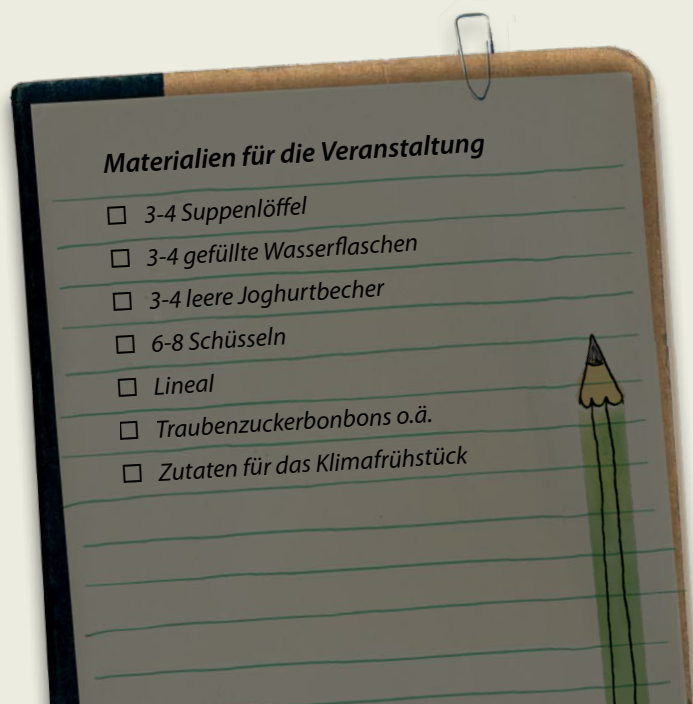 Materialien für die Veranstaltung
☐ 3-4 Suppenlöffel
☐ 3-4 gefüllte Wasserflaschen
☐ 3-4 leere Joghurtbecher
☐ 6-8 Schüsseln
☐ Lineal
☐ Traubenzuckerbonbons o.ä.
☐ Zutaten für das Klimafrühstück